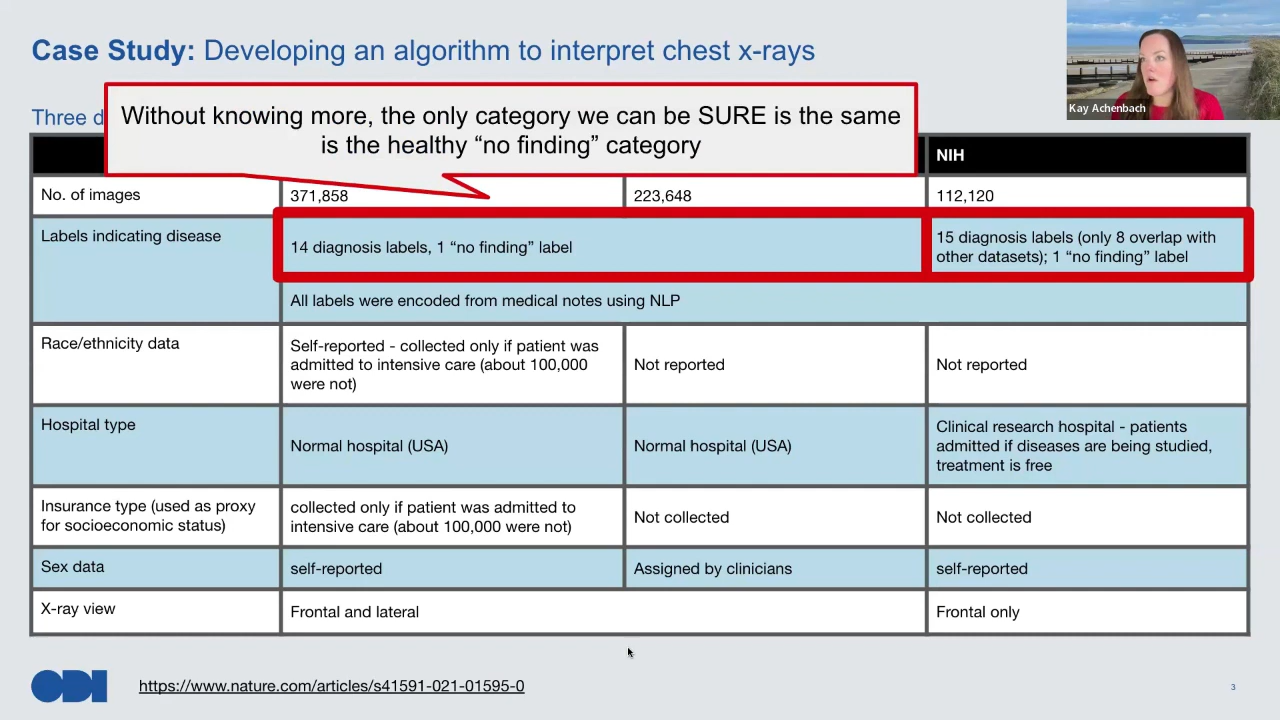 Case Study: Developing an algorithm to interpret chest x-rays
Kay Achenbach
Three d
Without knowing more, the only category we can be SURE is the same
is the healthy “no finding” category
NIH
No. of images
371,858
223,648
112,120
Labels indicating disease
14 diagnosis labels, 1 “no finding” label
15 diagnosis labels (only 8 overlap with
other datasets); 1 “no finding” label
All labels were encoded from medical notes using NLP
Race/ethnicity data
Self-reported - collected only if patient was
admitted to intensive care (about 100,000
were not)
Not reported
Not reported
Hospital type
Normal hospital (USA)
Normal hospital (USA)
Clinical research hospital - patients
admitted if diseases are being studied,
treatment is free
Insurance type (used as proxy
for socioeconomic status)
collected only if patient was admitted to
intensive care (about 100,000 were not)
Not collected
Not collected
Sex data
self-reported
Assigned by clinicians
self-reported
X-ray view
Frontal and lateral
Frontal only
ODI
https://www.nature.com/articles/s41591-021-01595-0
3